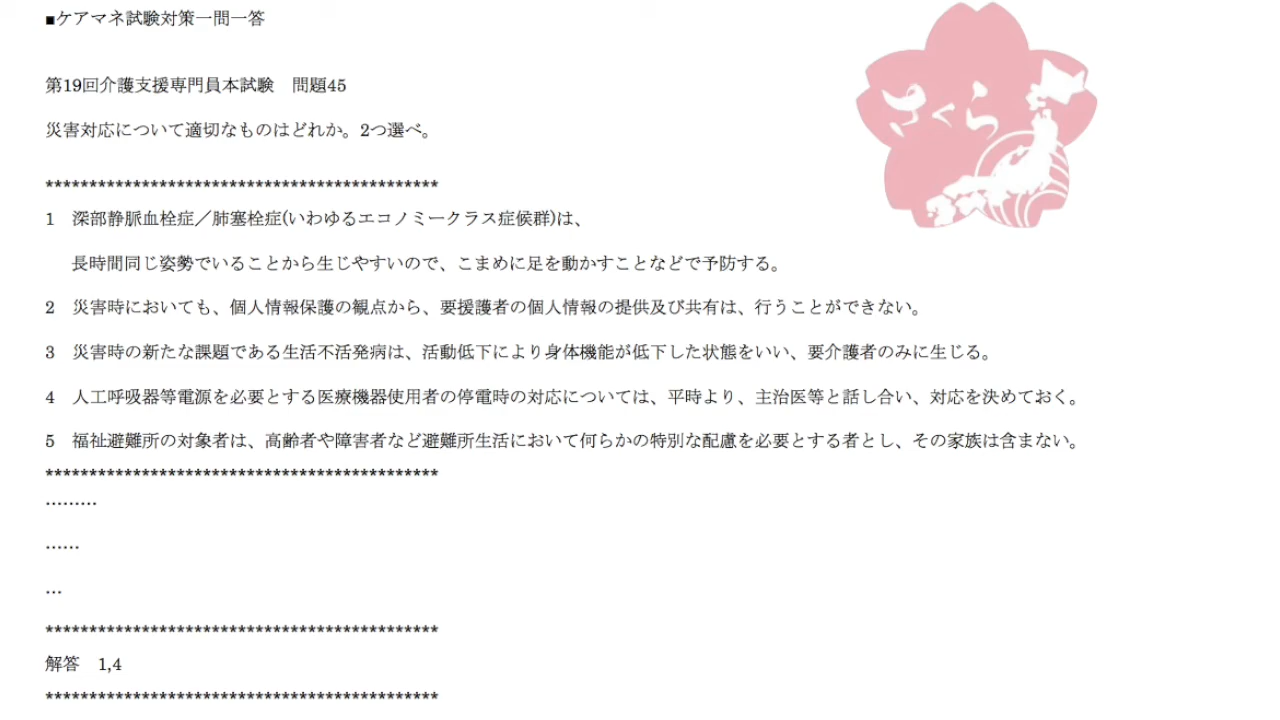 ■ケアマネ試験対策一問一答
さくら
第19回介護支援専門員本試験　問題45
災害対応について適切なものはどれか。2つ選べ。
*********************************************
1　深部静脈血栓症／肺塞栓症(いわゆるエコノミークラス症候群)は、
長時間同じ姿勢でいることから生じやすいので、こまめに足を動かすことなどで予防する。
2　災害時においても、個人情報保護の観点から、要援護者の個人情報の提供及び共有は、行うことができない。
3　災害時の新たな課題である生活不活発病は、活動低下により身体機能が低下した状態をいい、要介護者のみに生じる。
4　人工呼吸器等電源を必要とする医療機器使用者の停電時の対応については、平時より、主治医等と話し合い、対応を決めておく。
5　福祉避難所の対象者は、高齢者や障害者など避難所生活において何らかの特別な配慮を必要とする者とし、その家族は含まない。
*********************************************
………
……
…
*********************************************
解答　1,4
*********************************************